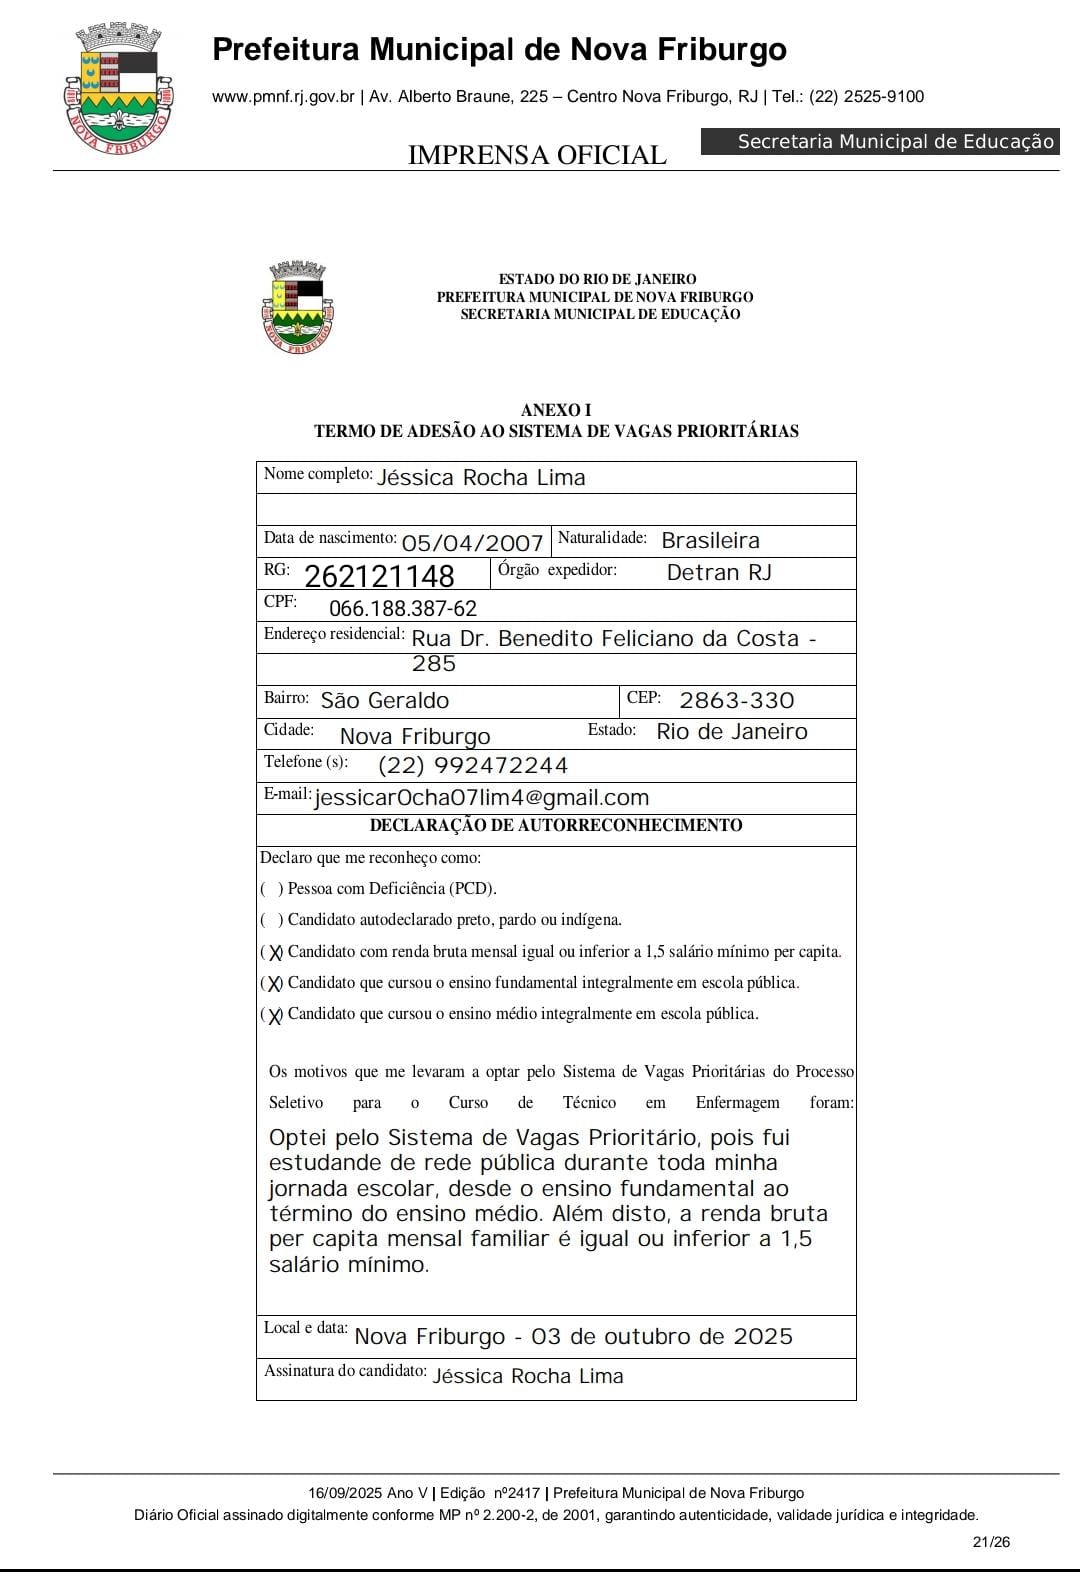 Prefeitura Municipal de Nova Friburgo
www.pmnf.rj.gov.br | Av. Alberto Braune, 225 – Centro Nova Friburgo, RJ | Tel.: (22) 2525-9100
Secretaria Municipal de Educação
IMPRENSA OFICIAL
NOVA FRIBURGO
ESTADO DO RIO DE JANEIRO
PREFEITURA MUNICIPAL DE NOVA FRIBURGO
SECRETARIA MUNICIPAL DE EDUCAÇÃO
NOVA FRIBURGO
ANEXO I
TERMO DE ADESÃO AO SISTEMA DE VAGAS PRIORITÁRIAS
Nome completo: Jéssica Rocha Lima
Data de nascimento: 05/04/2007 Naturalidade: Brasileira
RG: 262121148 Órgão expedidor: Detran RJ
CPF: 066.188.387-62
Endereço residencial: Rua Dr. Benedito Feliciano da Costa -
285
Bairro: São Geraldo CEP: 2863-330
Cidade: Nova Friburgo Estado: Rio de Janeiro
Telefone (s): (22) 992472244
E-mail: jessicar0cha07lim4@gmail.com
DECLARAÇÃO DE AUTORRECONHECIMENTO
Declaro que me reconheço como:
( ) Pessoa com Deficiência (PCD).
( ) Candidato autodeclarado preto, pardo ou indígena.
(X) Candidato com renda bruta mensal igual ou inferior a 1,5 salário mínimo per capita.
(X) Candidato que cursou o ensino fundamental integralmente em escola pública.
(X) Candidato que cursou o ensino médio integralmente em escola pública.
Os motivos que me levaram a optar pelo Sistema de Vagas Prioritárias do Processo
Seletivo para o Curso de Técnico em Enfermagem foram:
Optei pelo Sistema de Vagas Prioritário, pois fui
estudande de rede pública durante toda minha
jornada escolar, desde o ensino fundamental ao
término do ensino médio. Além disto, a renda bruta
per capita mensal familiar é igual ou inferior a 1,5
salário mínimo.
Local e data: Nova Friburgo - 03 de outubro de 2025
Assinatura do candidato: Jéssica Rocha Lima
16/09/2025 Ano V | Edição nº2417 | Prefeitura Municipal de Nova Friburgo
Diário Oficial assinado digitalmente conforme MP nº 2.200-2, de 2001, garantindo autenticidade, validade jurídica e integridade.
21/26